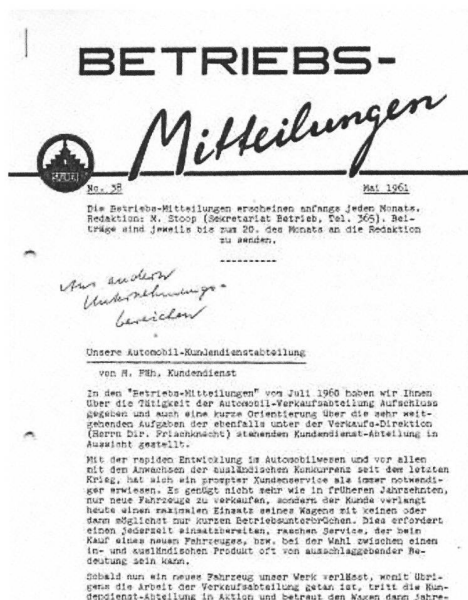 BETRIEBS-
Mitteilungen
No. 38 Mai 1961
Die Betriebs-Mitteilungen erscheinen anfangs jeden Monats.
Redaktion: M. Stoop (Sekretariat Betrieb, Tel. 365). Bei-
träge sind jeweils bis zum 20. des Monats an die Redaktion
zu senden.
----------
Aus andern
Unternehmungs-
bereichen
Unsere Automobil-Kundendienstabteilung
von H. Fäh, Kundendienst
In den "Betriebs-Mitteilungen" vom Juli 1960 haben wir Ihnen
über die Tätigkeit der Automobil-Verkaufsabteilung Aufschluss
gegeben und auch eine kurze Orientierung über die sehr weit-
gehenden Aufgaben der ebenfalls unter der Verkaufs-Direktion
(Herrn Dir. Frischknecht) stehenden Kundendienst-Abteilung in
Aussicht gestellt.
Mit der rapiden Entwicklung im Automobilwesen und vor allem
mit dem Anwachsen der ausländischen Konkurrenz seit dem letzten
Krieg, hat sich ein prompter Kundenservice als immer notwendi-
ger erwiesen. Es genügt nicht mehr wie in früheren Jahrzehnten,
nur neue Fahrzeuge zu verkaufen, sondern der Kunde verlangt
heute einen maximalen Einsatz seines Wagens mit keinen oder
dann möglichst nur kurzen Betriebsunterbrüchen. Dies erfordert
einen jederzeit einsatzbereiten, raschen Service, der beim
Kauf eines neuen Fahrzeuges, bzw. bei der Wahl zwischen einem
in- und ausländischen Produkt oft von ausschlaggebender Be-
deutung sein kann.
Sobald nun ein neues Fahrzeug unser Werk verlässt, womit übri-
gens die Arbeit der Verkaufsabteilung getan ist, tritt die Kun-
dendienst-Abteilung in Aktion und betreut den Wagen dann jahre-